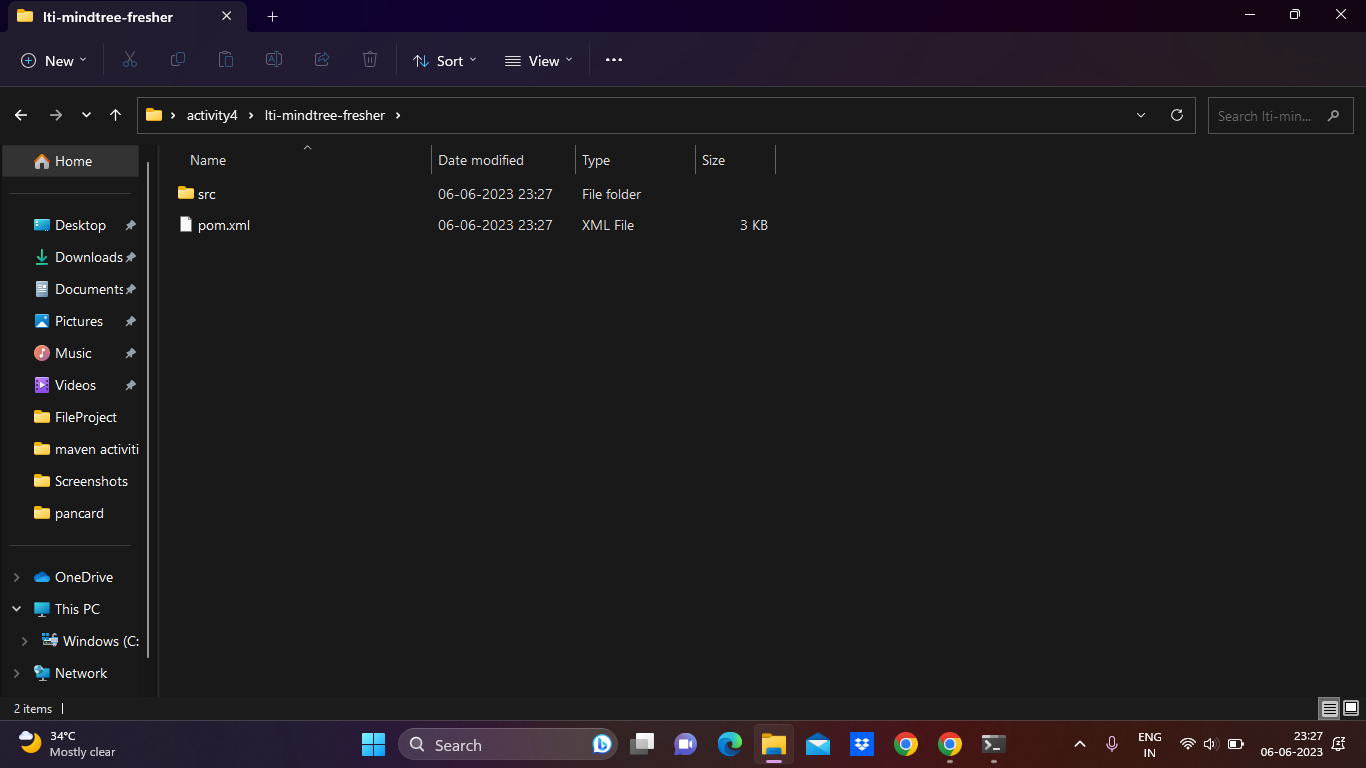 lti-mindtree-fresher
New
Sort
View
activity4 lti-mindtree-fresher
Search lti-min...
Name Date modified Type Size
src 06-06-2023 23:27 File folder
pom.xml 06-06-2023 23:27 XML File 3 KB
Home
Desktop
Downloads
Documents
Pictures
Music
Videos
FileProject
maven activiti
Screenshots
pancard
OneDrive
This PC
Windows (C:
Network
2 items
34°C
Mostly clear
Search
ENG
IN
23:27
06-06-2023